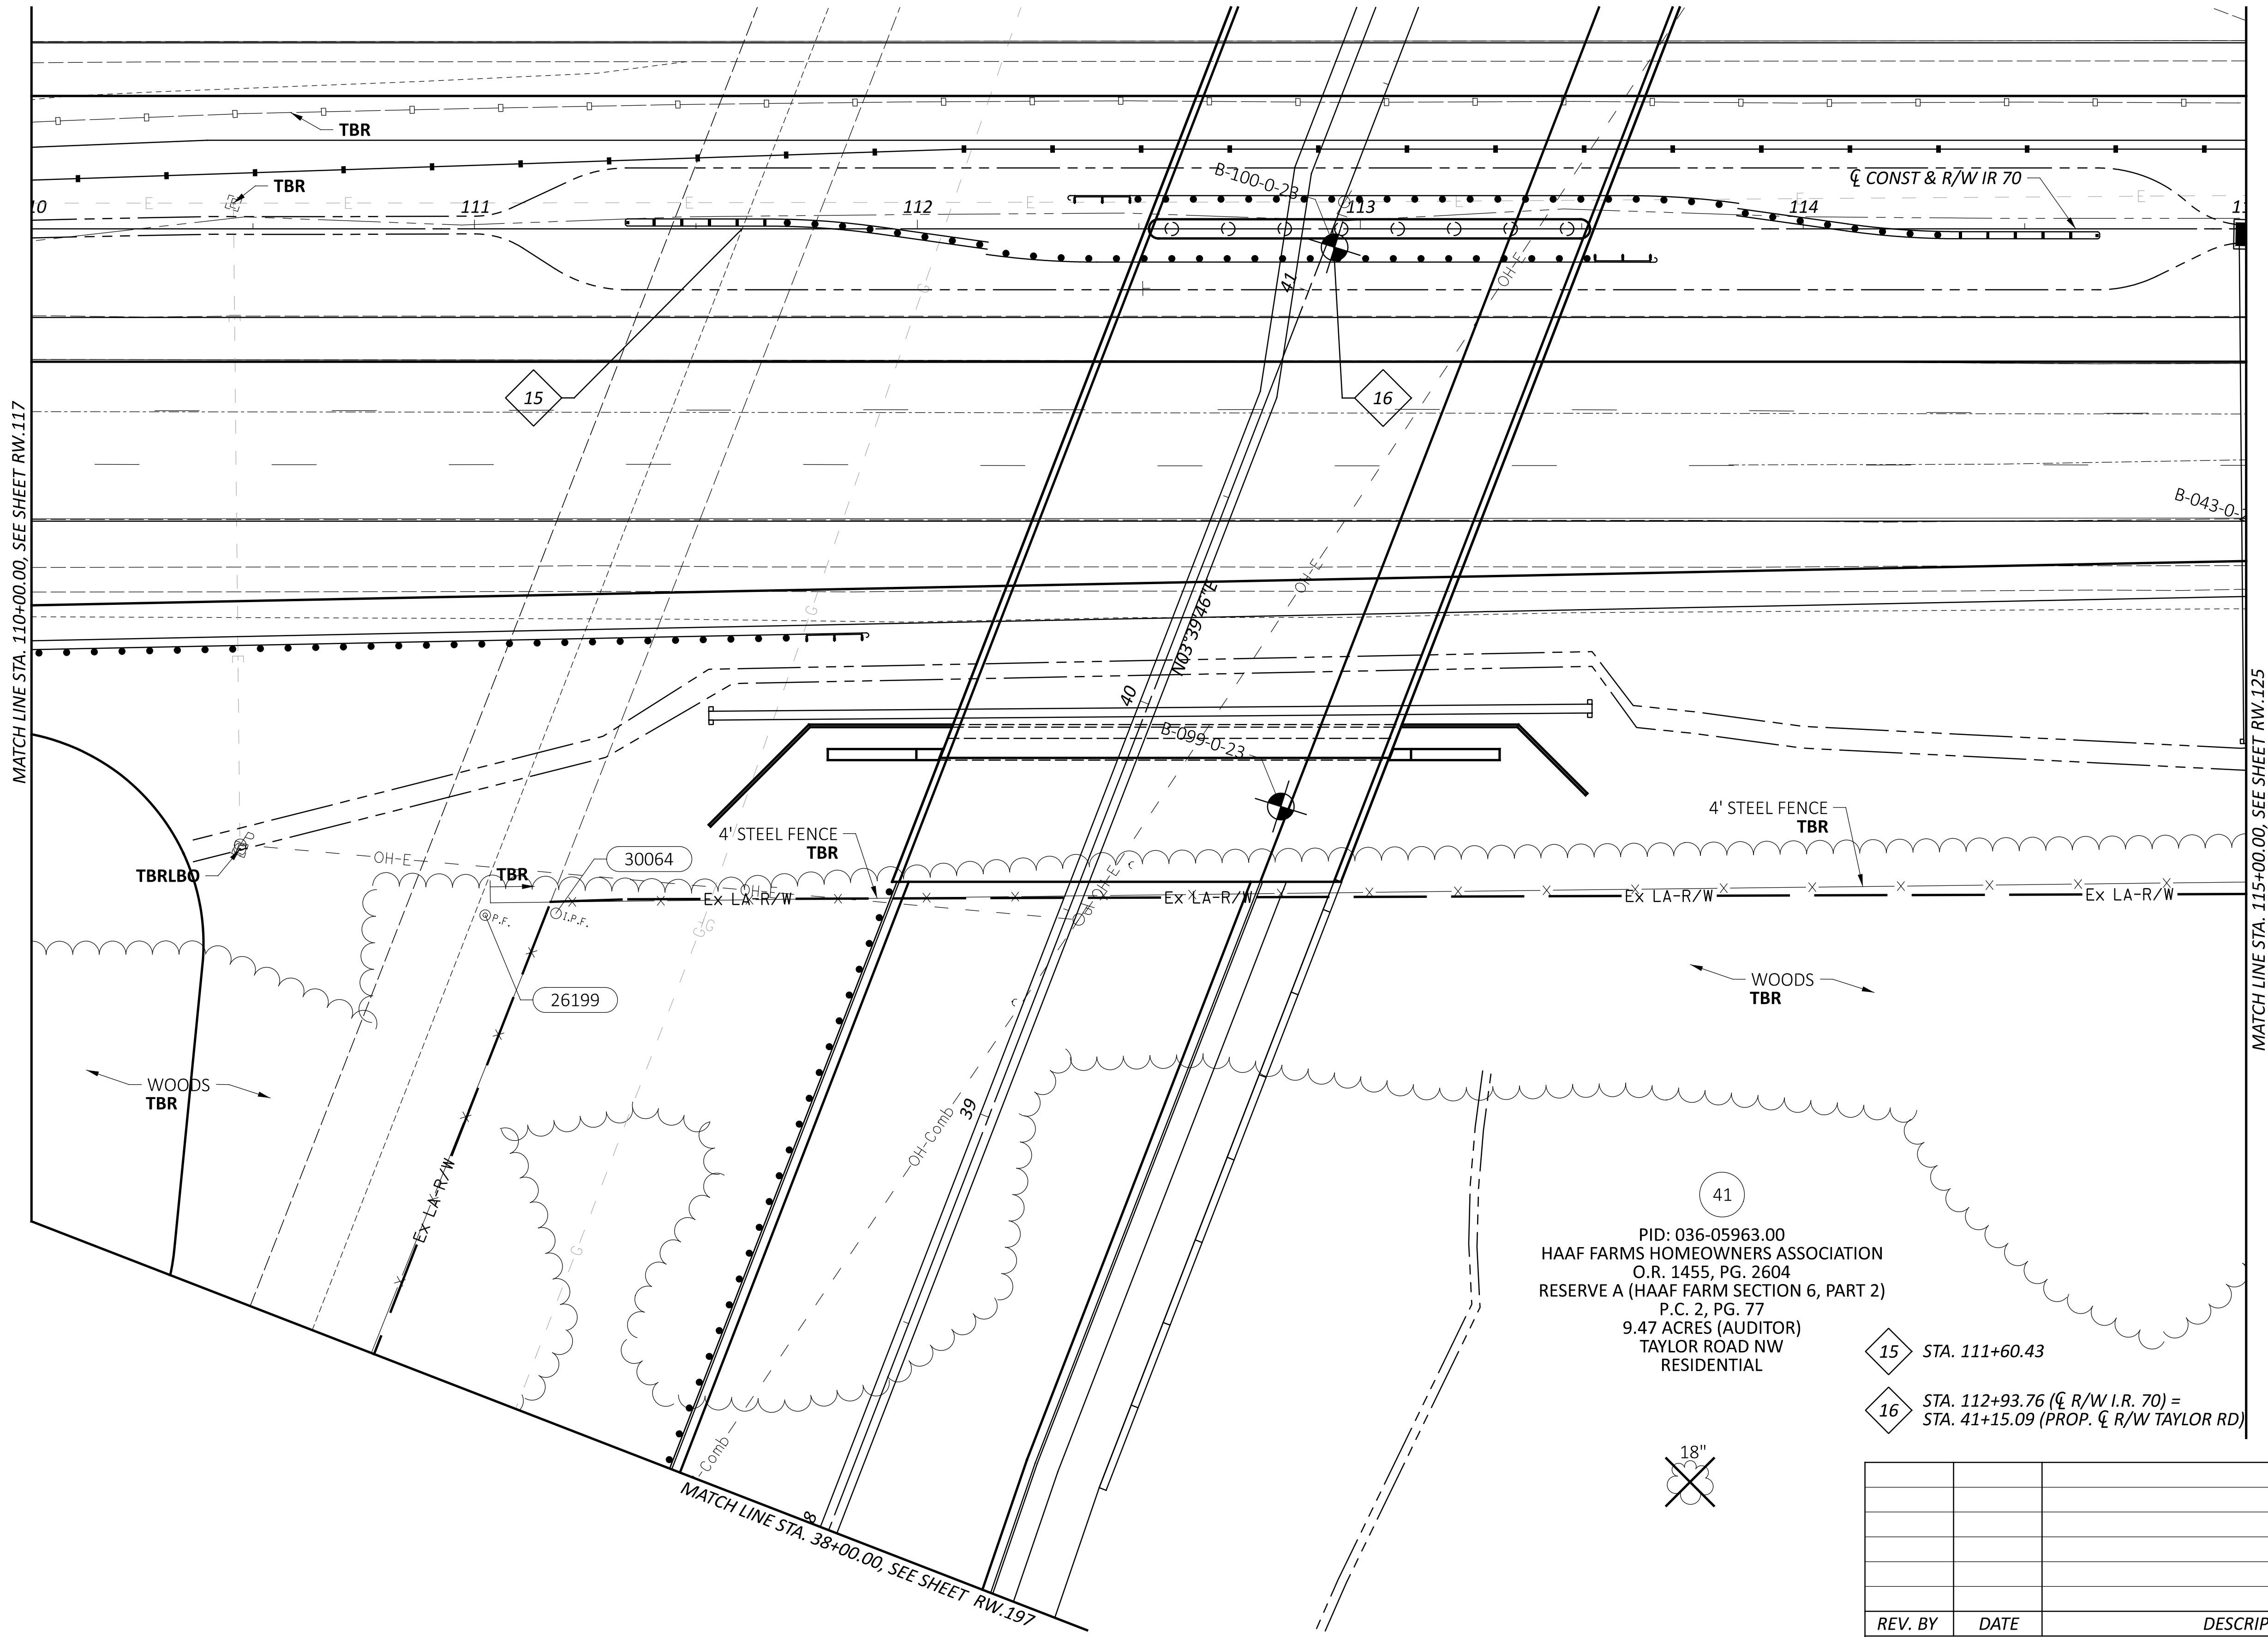 TBR
TBR
B-100-0-23
℄ CONST & R/W IR 70
10
111
112
113
114
E
E
E
E
E
E
E
E
E
OH-E
41
15
16
G
MATCH LINE STA. 110+00.00, SEE SHEET RW.117
B-043-0-
OH-E
N03°39'46"E
G
E
40
B-099-0-23
MATCH LINE STA. 115+00.00, SEE SHEET RW.125
4' STEEL FENCE
TBR
4' STEEL FENCE
TBR
TBRLBO
OH-E
30064
TBR
OH-E
OH-E
Ex LA-R/W
Ex LA-R/W
Ex LA-R/W
Ex LA-R/W
P.F.
I.P.F.
G
G
26199
WOODS
TBR
WOODS
TBR
39
OH-Comb
Ex LA-R/W
G
41
PID: 036-05963.00
HAAF FARMS HOMEOWNERS ASSOCIATION
O.R. 1455, PG. 2604
RESERVE A (HAAF FARM SECTION 6, PART 2)
P.C. 2, PG. 77
9.47 ACRES (AUDITOR)
TAYLOR ROAD NW
RESIDENTIAL
15 STA. 111+60.43
16 STA. 112+93.76 (℄ R/W I.R. 70) =
STA. 41+15.09 (PROP. ℄ R/W TAYLOR RD)
18"
-Comb
8
MATCH LINE STA. 38+00.00, SEE SHEET RW.197
REV. BY DATE DESCRIP